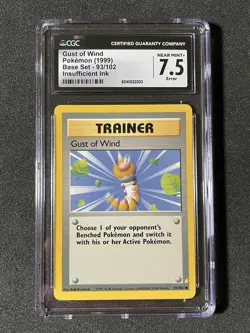 CGC
CERTIFIED GUARANTY COMPANY
Gust of Wind
Pokémon (1999)
Base Set - 93/102
Insufficient Ink
NEAR MINT+
7.5
Error
TRAINER
Gust of Wind
Choose 1 of your opponent's
Benched Pokémon and switch it
with his or her Active Pokémon.
93/102